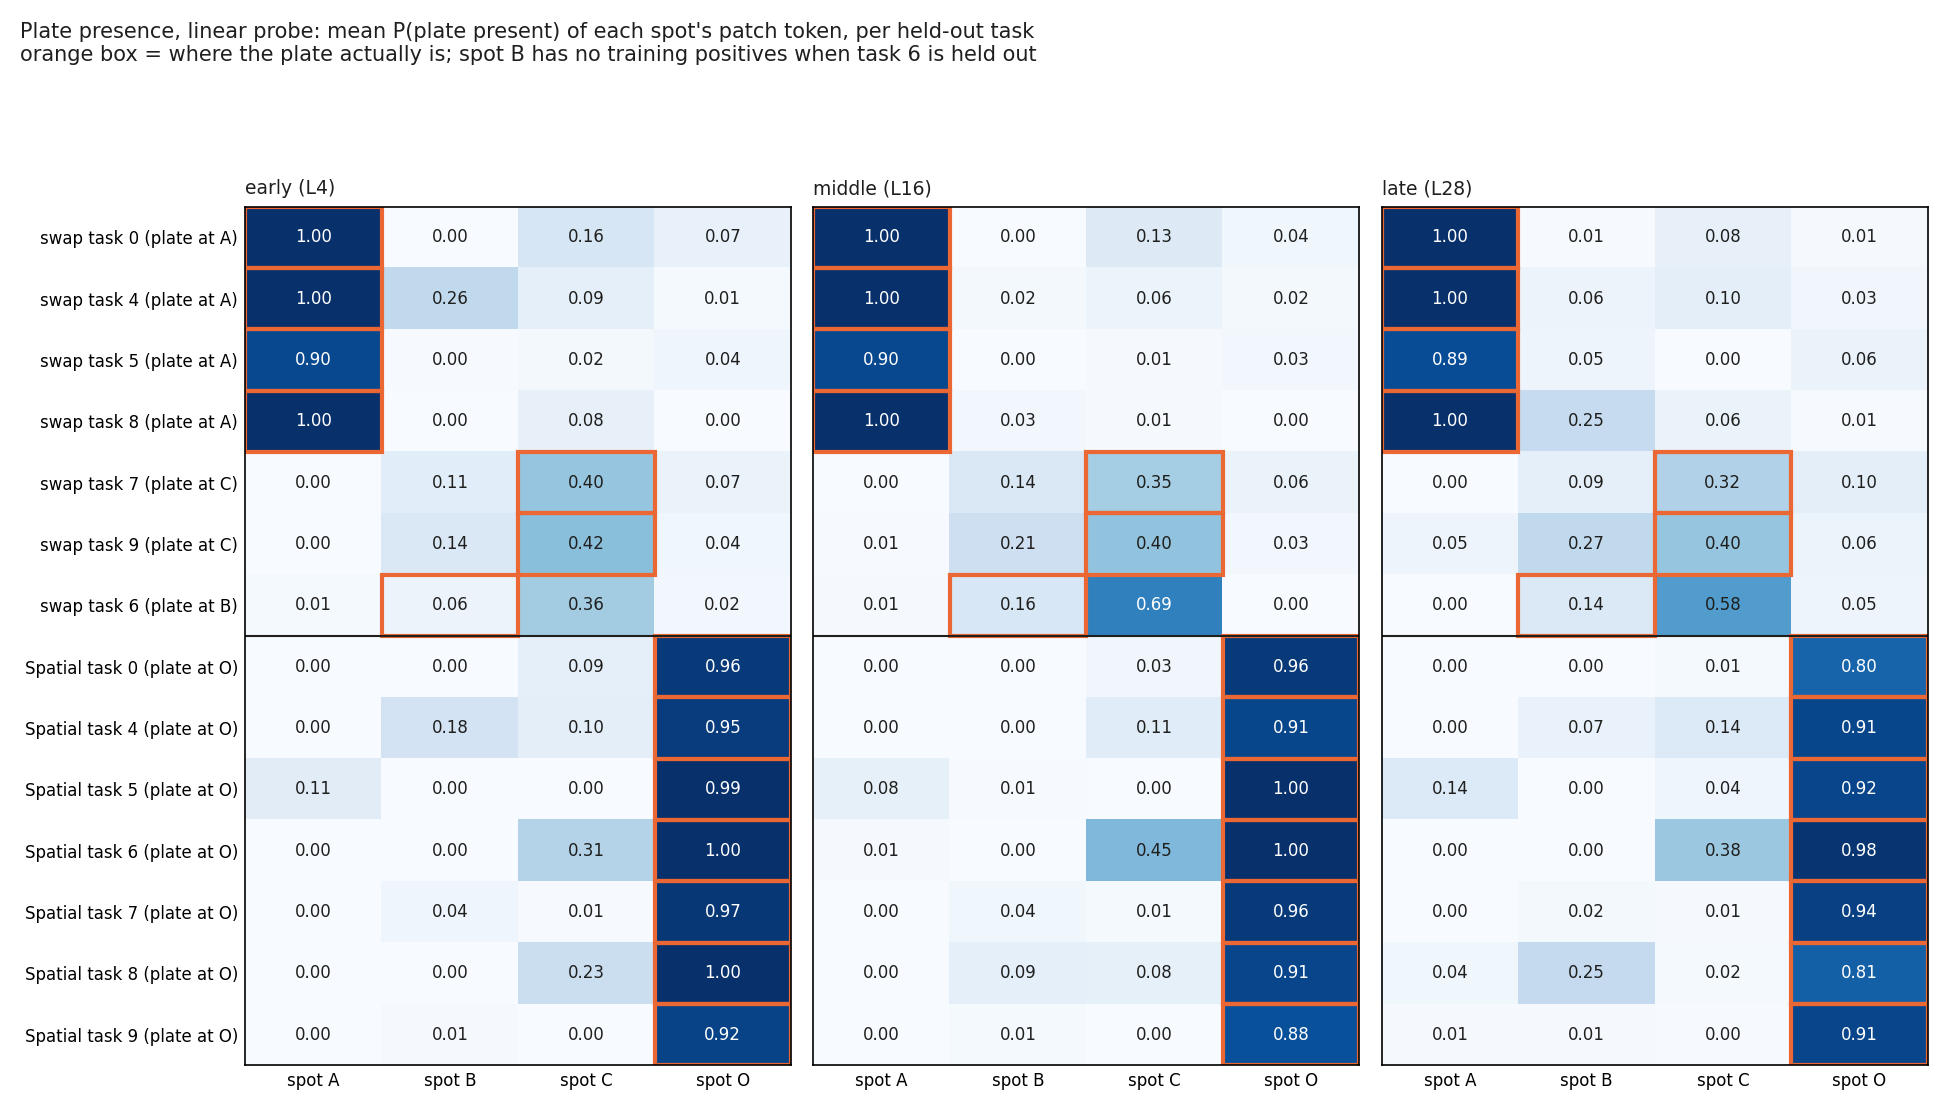 Plate presence, linear probe: mean P(plate present) of each spot's patch token, per held-out task
orange box = where the plate actually is; spot B has no training positives when task 6 is held out
early (L4) middle (L16) late (L28)
swap task 0 (plate at A) 1.00 0.00 0.16 0.07 1.00 0.00 0.13 0.04 1.00 0.01 0.08 0.01
swap task 4 (plate at A) 1.00 0.26 0.09 0.01 1.00 0.02 0.06 0.02 1.00 0.06 0.10 0.03
swap task 5 (plate at A) 0.90 0.00 0.02 0.04 0.90 0.00 0.01 0.03 0.89 0.05 0.00 0.06
swap task 8 (plate at A) 1.00 0.00 0.08 0.00 1.00 0.03 0.01 0.00 1.00 0.25 0.06 0.01
swap task 7 (plate at C) 0.00 0.11 0.40 0.07 0.00 0.14 0.35 0.06 0.00 0.09 0.32 0.10
swap task 9 (plate at C) 0.00 0.14 0.42 0.04 0.01 0.21 0.40 0.03 0.05 0.27 0.40 0.06
swap task 6 (plate at B) 0.01 0.06 0.36 0.02 0.01 0.16 0.69 0.00 0.00 0.14 0.58 0.05
Spatial task 0 (plate at O) 0.00 0.00 0.09 0.96 0.00 0.00 0.03 0.96 0.00 0.00 0.01 0.80
Spatial task 4 (plate at O) 0.00 0.18 0.10 0.95 0.00 0.00 0.11 0.91 0.00 0.07 0.14 0.91
Spatial task 5 (plate at O) 0.11 0.00 0.00 0.99 0.08 0.01 0.00 1.00 0.14 0.00 0.04 0.92
Spatial task 6 (plate at O) 0.00 0.00 0.31 1.00 0.01 0.00 0.45 1.00 0.00 0.00 0.38 0.98
Spatial task 7 (plate at O) 0.00 0.04 0.01 0.97 0.00 0.04 0.01 0.96 0.00 0.02 0.01 0.94
Spatial task 8 (plate at O) 0.00 0.00 0.23 1.00 0.00 0.09 0.08 0.91 0.04 0.25 0.02 0.81
Spatial task 9 (plate at O) 0.00 0.01 0.00 0.92 0.00 0.01 0.00 0.88 0.01 0.01 0.00 0.91
spot A spot B spot C spot O spot A spot B spot C spot O spot A spot B spot C spot O